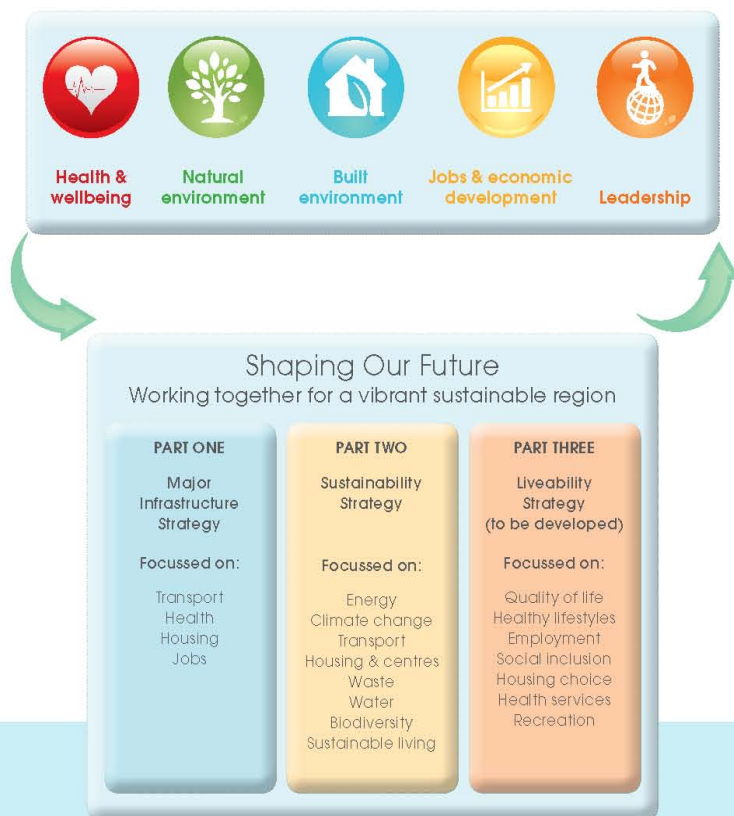 Health &
wellbeing
Natural
environment
Built
environment
Jobs & economic
development
Leadership
Shaping Our Future
Working together for a vibrant sustainable region
PART ONE
Major
Infrastructure
Strategy
Focussed on:
Transport
Health
Housing
Jobs
PART TWO
Sustainability
Strategy
Focussed on:
Energy
Climate change
Transport
Housing & centres
Waste
Water
Biodiversity
Sustainable living
PART THREE
Liveability
Strategy
(to be developed)
Focussed on:
Quality of life
Healthy lifestyles
Employment
Social inclusion
Housing choice
Health services
Recreation